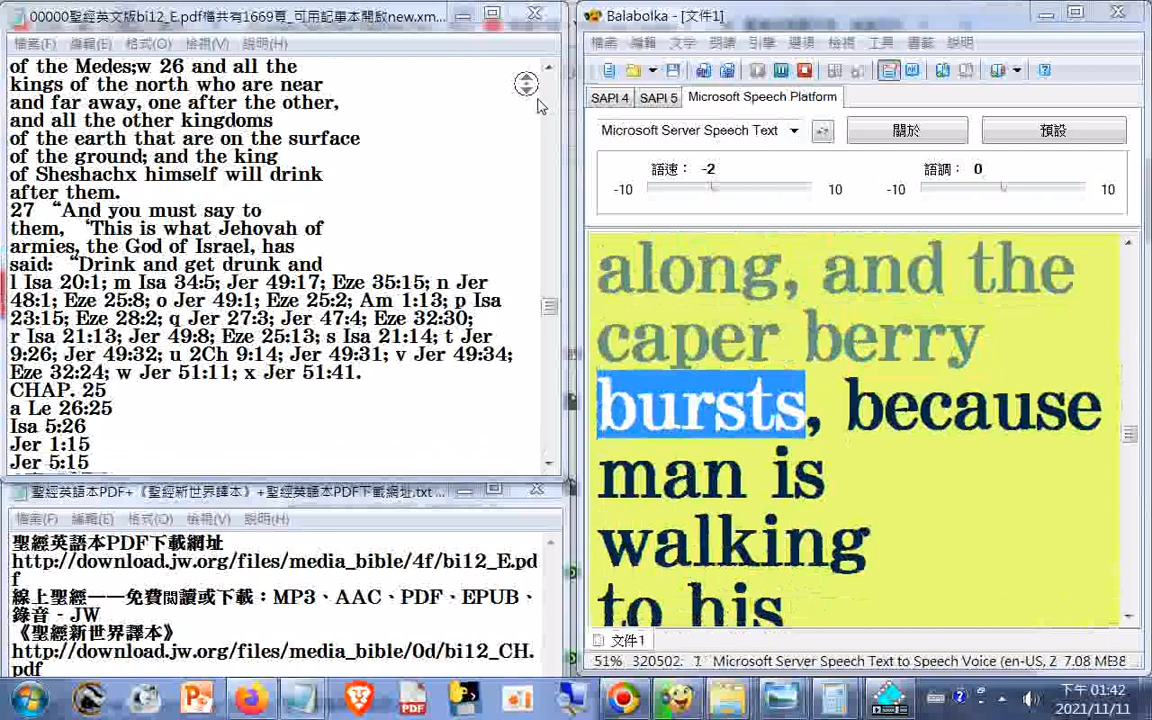 00000聖經英文版bi12_E.pdf檔共有1669頁_可用記事本開啟new.xm...
檔案(F) 編輯(E) 格式(O) 檢視(V) 說明(H)
of the Medes;w 26 and all the
kings of the north who are near
and far away, one after the other,
and all the other kingdoms
of the earth that are on the surface
of the ground; and the king
of Sheshachx himself will drink
after them.
27 “And you must say to
them, ‘This is what Jehovah of
armies, the God of Israel, has
said: “Drink and get drunk and
l Isa 20:1; m Isa 34:5; Jer 49:17; Eze 35:15; n Jer
48:1; Eze 25:8; o Jer 49:1; Eze 25:2; Am 1:13; p Isa
23:15; Eze 28:2; q Jer 27:3; Jer 47:4; Eze 32:30;
r Isa 21:13; Jer 49:8; Eze 25:13; s Isa 21:14; t Jer
9:26; Jer 49:32; u 2Ch 9:14; Jer 49:31; v Jer 49:34;
Eze 32:24; w Jer 51:11; x Jer 51:41.
CHAP. 25
a Le 26:25
Isa 5:26
Jer 1:15
Jer 5:15
聖經英語本PDF+《聖經新世界譯本》+聖經英語本PDF下載網址.txt ...
檔案(F) 編輯(E) 格式(O) 檢視(V) 說明(H)
聖經英語本PDF下載網址
http://download.jw.org/files/media_bible/4f/bi12_E.pd
f
線上聖經——免費閱讀或下載：MP3、AAC、PDF、EPUB、
錄音 - JW
《聖經新世界譯本》
http://download.jw.org/files/media_bible/0d/bi12_CH.
pdf
Balabolka - [文件1]
檔案 編輯 文字 朗讀 引擎 選項 檢視 工具 書籤 說明
SAPI 4 SAPI 5 Microsoft Speech Platform
Microsoft Server Speech Text 關於 預設
語速： -2 語調： 0
-10 10 -10 10
along, and the
caper berry
bursts, because
man is
walking
to his
文件1
51% 320502: Microsoft Server Speech Text to Speech Voice (en-US, Z 7.08 MB
PDF
下午 01:42
2021/11/11